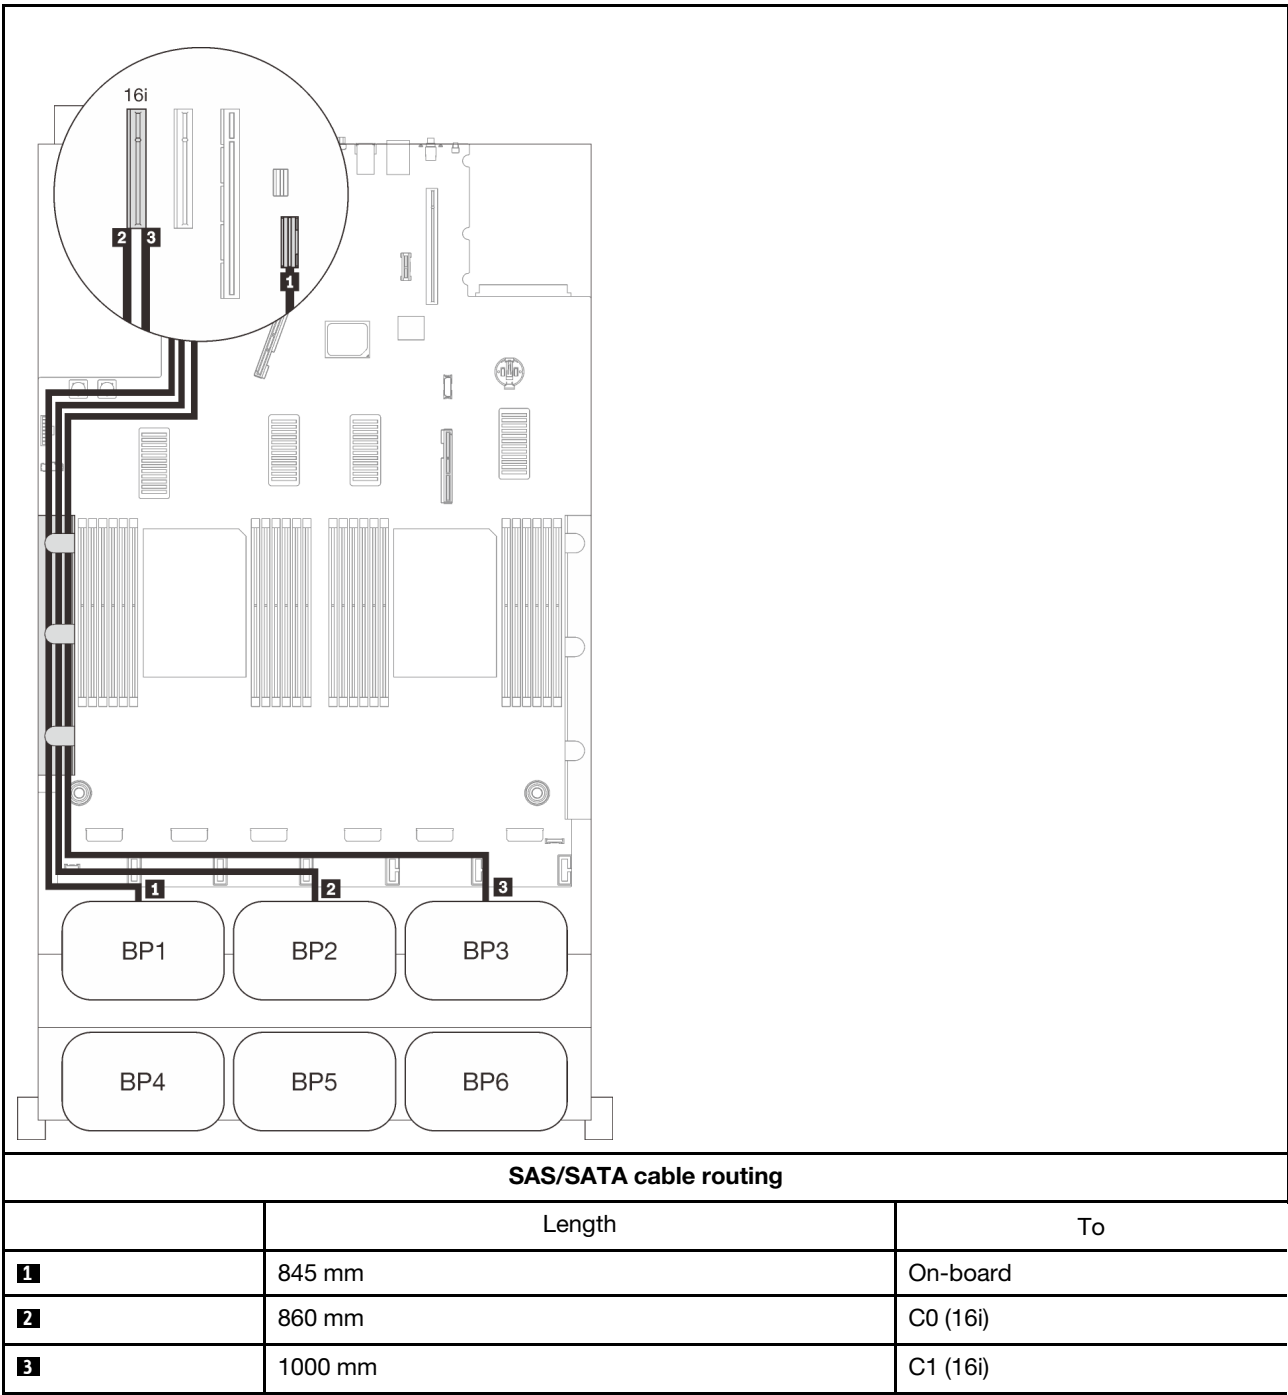 16i
2 3
1
1 2 3
BP1 BP2 BP3
BP4 BP5 BP6
SAS/SATA cable routing
Length To
1 845 mm On-board
2 860 mm C0 (16i)
3 1000 mm C1 (16i)